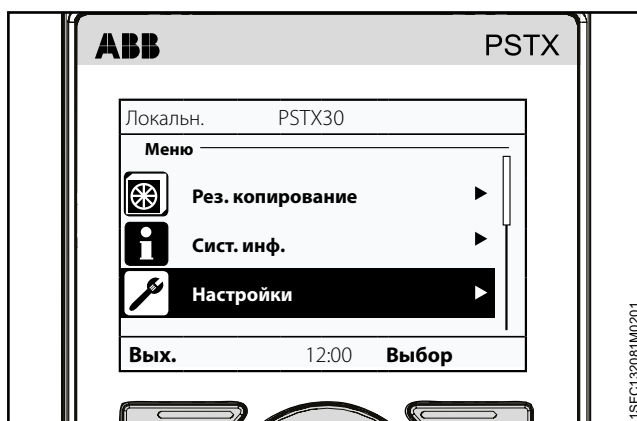 ABB PSTX
Локальн. PSTX30
Меню
Рез. копирование
Сист. инф.
Настройки
Вых. 12:00 Выбор
1SFC132081M0201